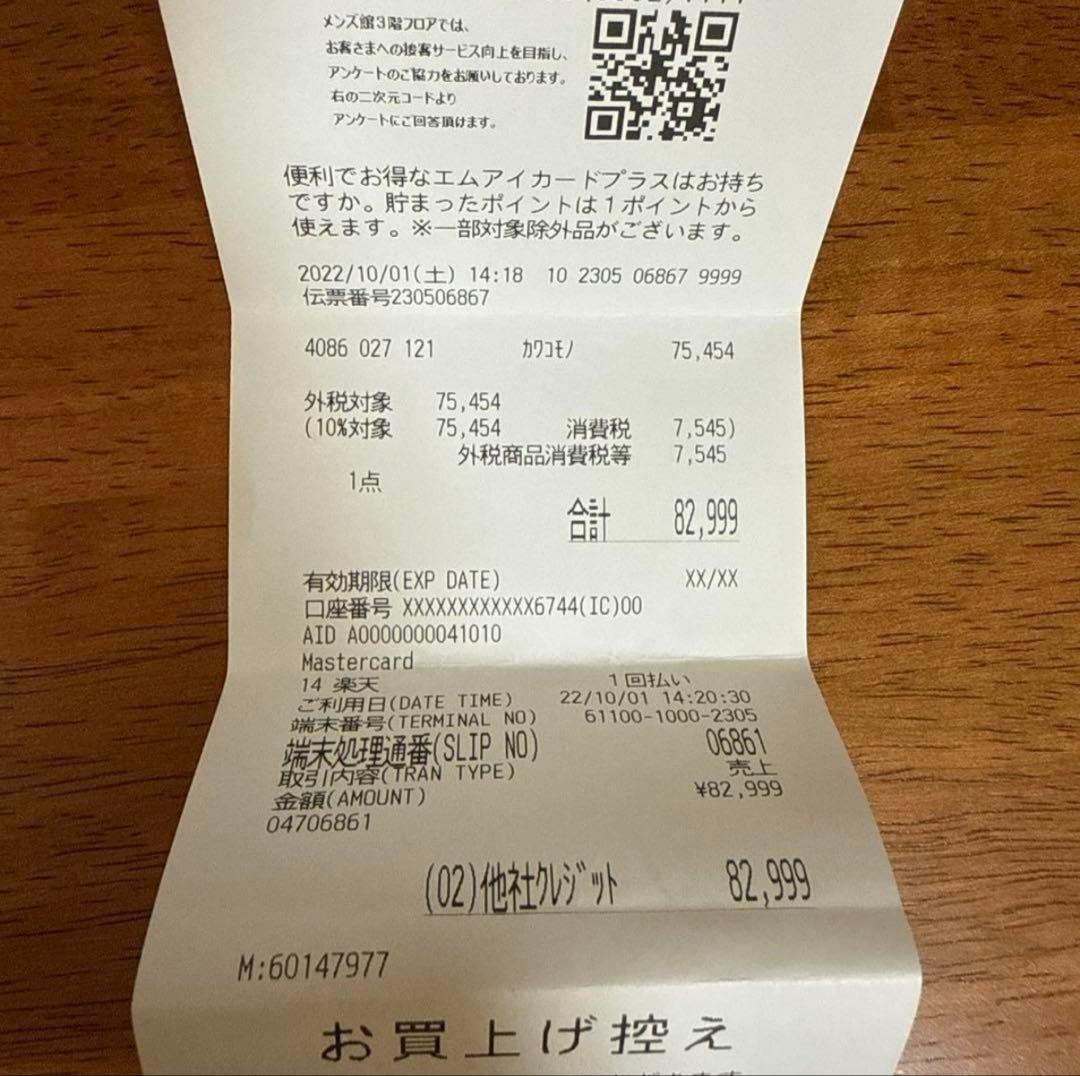 メンズ館3階フロアでは、
お客さまへの接客サービス向上を目指し、
アンケートのご協力をお願いしております。
右の二次元コードより
アンケートにご回答頂けます。
便利でお得なエムアイカードプラスはお持ち
ですか。貯まったポイントは1ポイントから
使えます。※一部対象除外品がございます。
2022/10/01(土) 14:18 10 2305 06867 9999
伝票番号230506867
4086 027 121 ｶﾜｺﾓﾉ 75,454
外税対象 75,454
(10%対象 75,454 消費税 7,545)
外税商品消費税等 7,545
1点
合計 82,999
有効期限(EXP DATE) XX/XX
口座番号 XXXXXXXXXXXX6744(IC)00
AID A0000000041010
Mastercard
14 楽天 1回払い
ご利用日(DATE TIME) 22/10/01 14:20:30
端末番号(TERMINAL NO) 61100-1000-2305
端末処理通番(SLIP NO) 06861
取引内容(TRAN TYPE) 売上
金額(AMOUNT) ¥82,999
04706861
(02)他社ｸﾚｼﾞｯﾄ 82,999
M:60147977
お買上げ控え